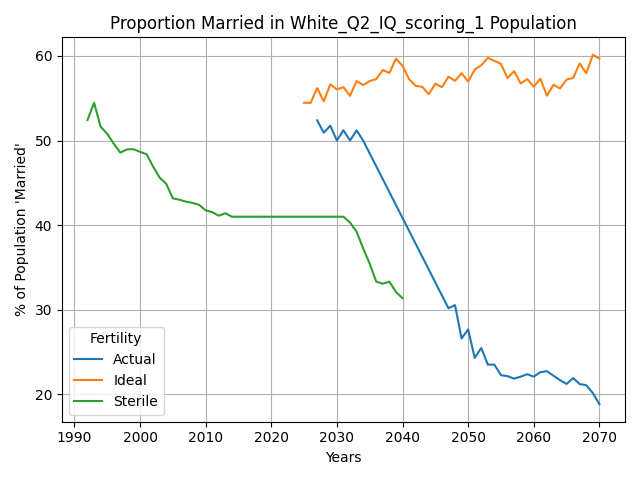 Proportion Married in White_Q2_IQ_scoring_1 Population
% of Population 'Married'
60
50
40
30
20
Fertility
Actual
Ideal
Sterile
1990 2000 2010 2020 2030 2040 2050 2060 2070
Years